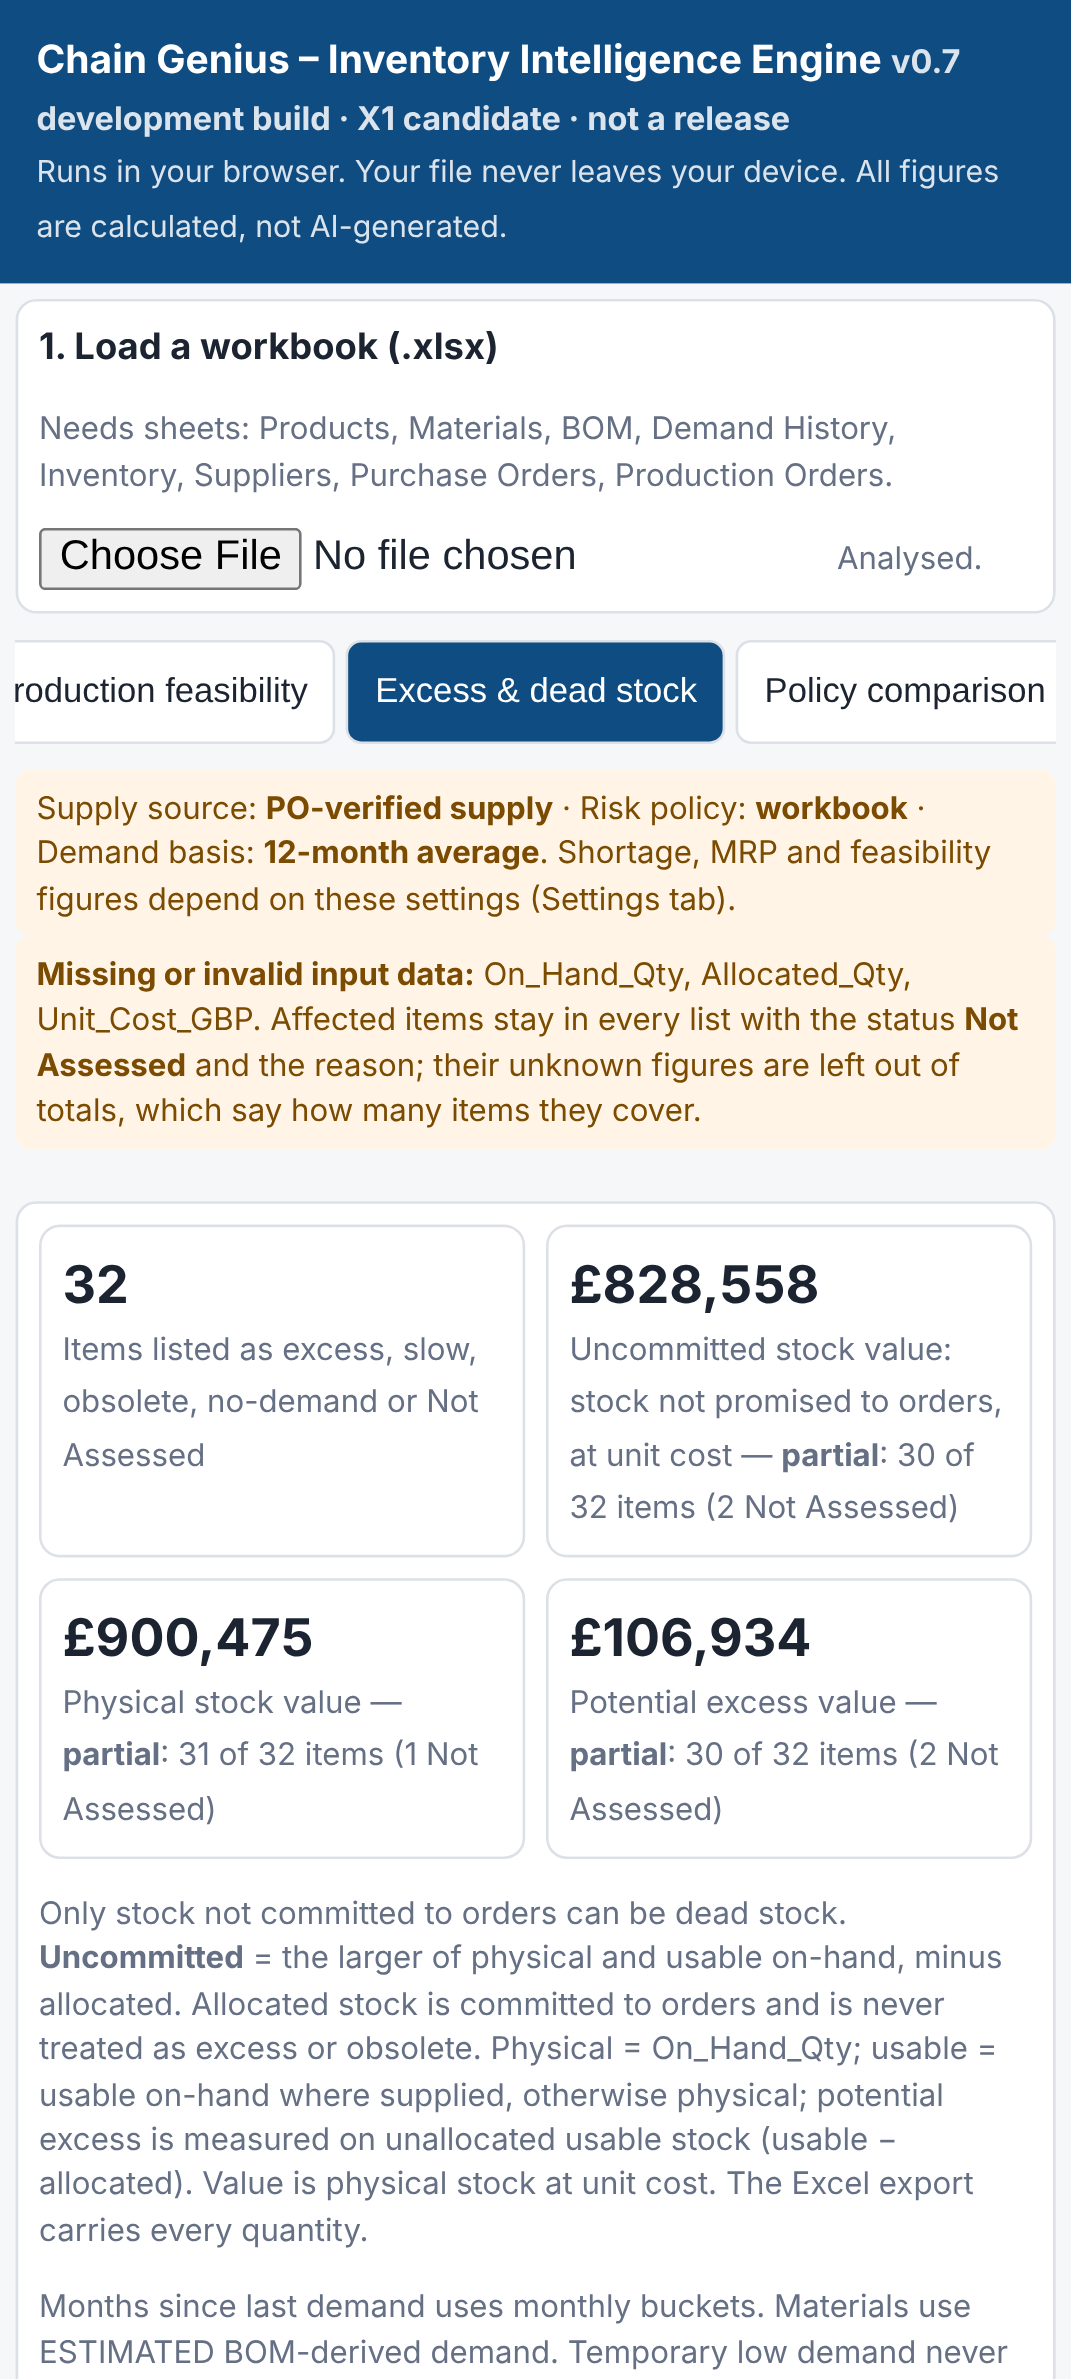 Chain Genius – Inventory Intelligence Engine v0.7
development build · X1 candidate · not a release
Runs in your browser. Your file never leaves your device. All figures
are calculated, not AI-generated.
1. Load a workbook (.xlsx)
Needs sheets: Products, Materials, BOM, Demand History,
Inventory, Suppliers, Purchase Orders, Production Orders.
Choose File No file chosen Analysed.
roduction feasibility Excess & dead stock Policy comparison
Supply source: PO-verified supply · Risk policy: workbook ·
Demand basis: 12-month average. Shortage, MRP and feasibility
figures depend on these settings (Settings tab).
Missing or invalid input data: On_Hand_Qty, Allocated_Qty,
Unit_Cost_GBP. Affected items stay in every list with the status Not
Assessed and the reason; their unknown figures are left out of
totals, which say how many items they cover.
32
Items listed as excess, slow,
obsolete, no-demand or Not
Assessed
£828,558
Uncommitted stock value:
stock not promised to orders,
at unit cost — partial: 30 of
32 items (2 Not Assessed)
£900,475
Physical stock value —
partial: 31 of 32 items (1 Not
Assessed)
£106,934
Potential excess value —
partial: 30 of 32 items (2 Not
Assessed)
Only stock not committed to orders can be dead stock.
Uncommitted = the larger of physical and usable on-hand, minus
allocated. Allocated stock is committed to orders and is never
treated as excess or obsolete. Physical = On_Hand_Qty; usable =
usable on-hand where supplied, otherwise physical; potential
excess is measured on unallocated usable stock (usable −
allocated). Value is physical stock at unit cost. The Excel export
carries every quantity.
Months since last demand uses monthly buckets. Materials use
ESTIMATED BOM-derived demand. Temporary low demand never